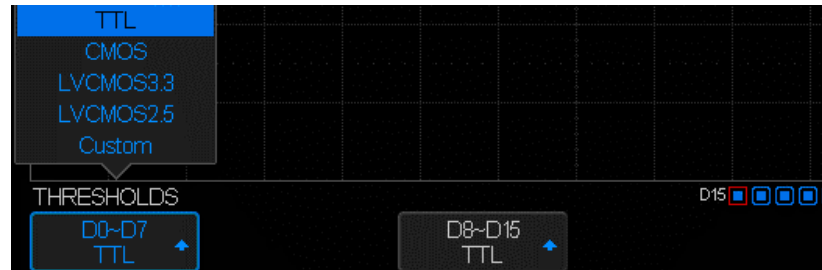 TTL
CMOS
LVCMOS3.3
LVCMOS2.5
Custom
THRESHOLDS
D15
D0~D7
TTL
D8~D15
TTL